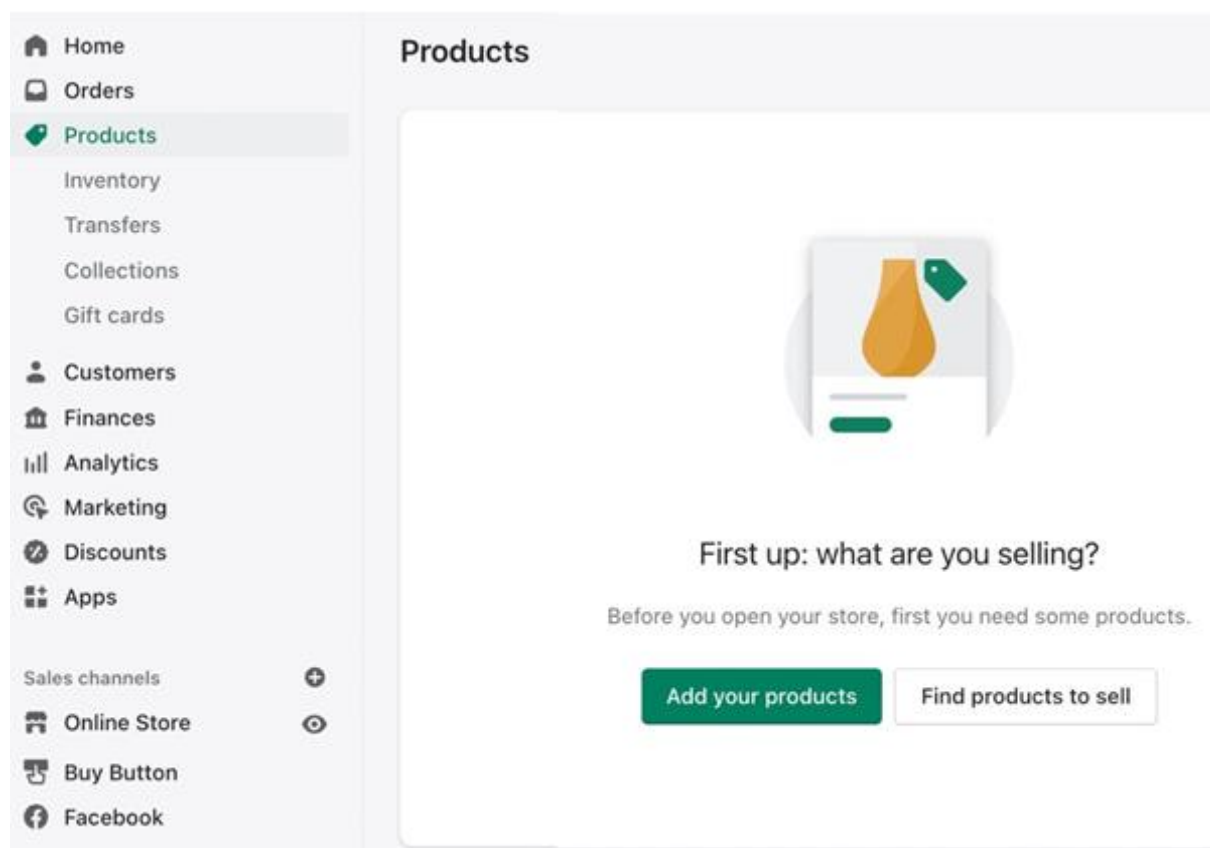 Home
Orders
Products
Inventory
Transfers
Collections
Gift cards
Customers
Finances
Analytics
Marketing
Discounts
Apps
Sales channels
Online Store
Buy Button
Facebook
Products
First up: what are you selling?
Before you open your store, first you need some products.
Add your products
Find products to sell